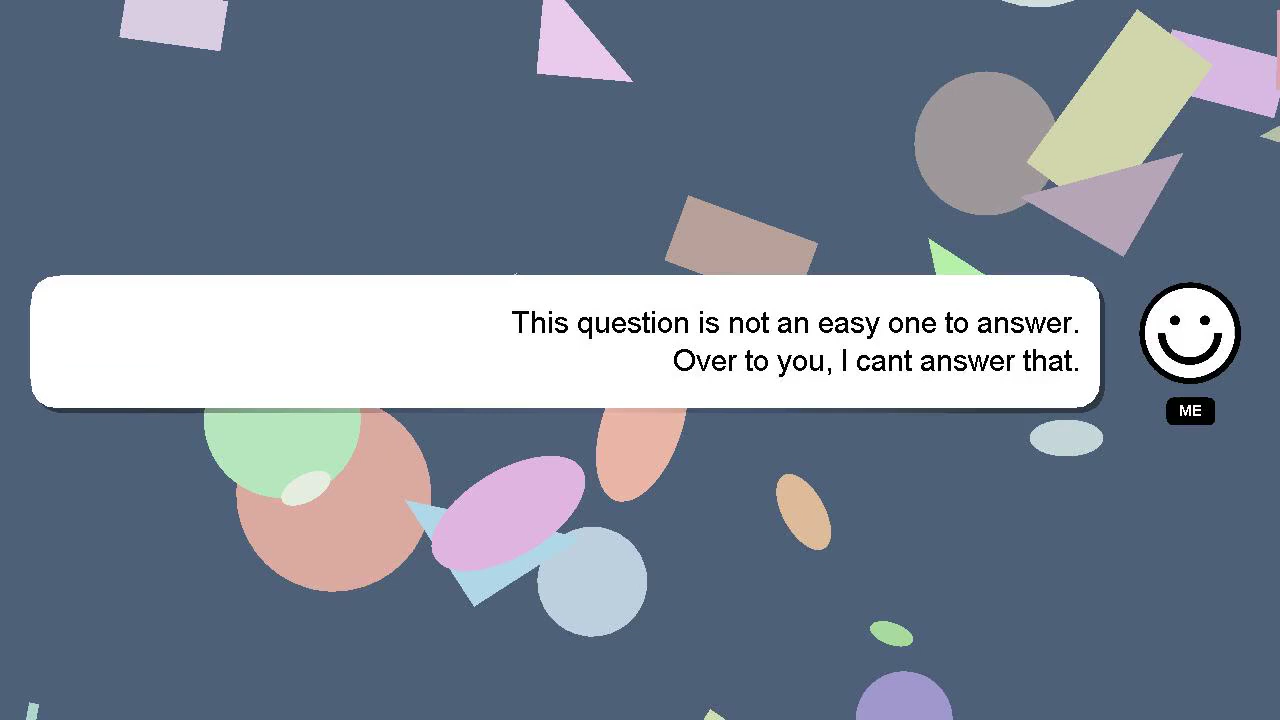 This question is not an easy one to answer.
Over to you, I cant answer that.
ME